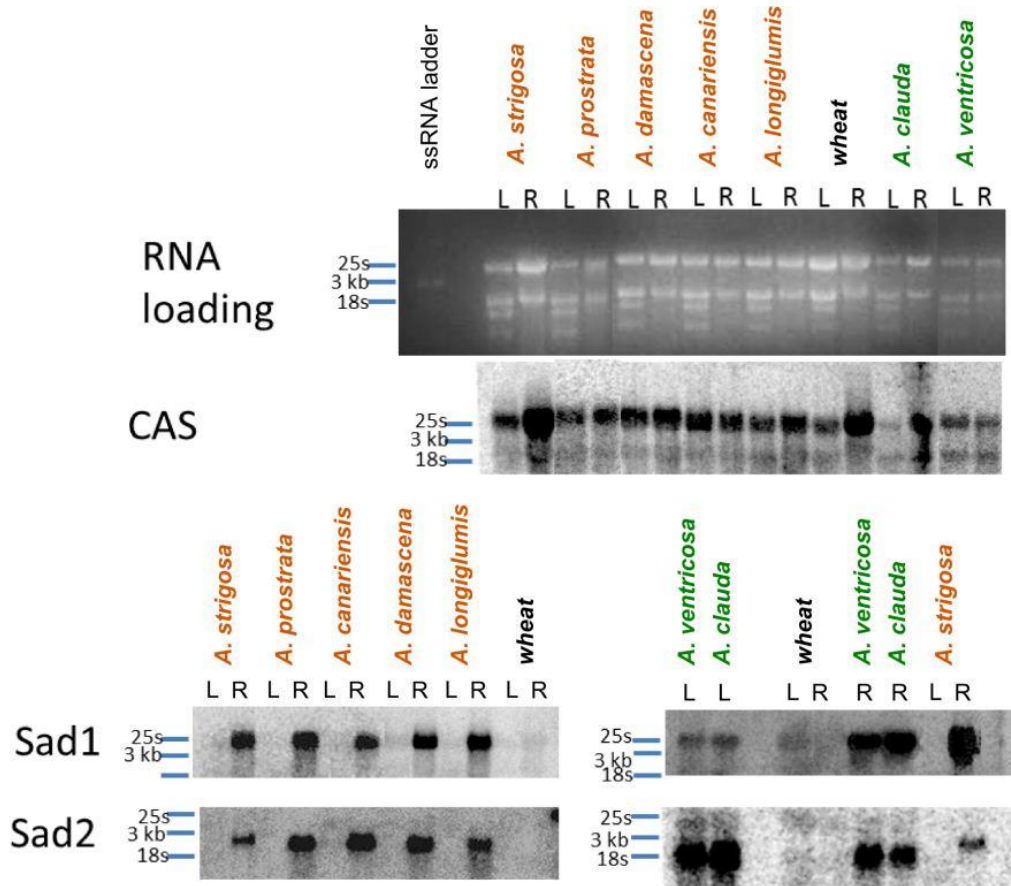 ssRNA ladder
A. strigosa
A. prostrata
A. damascena
A. canariensis
A. longiglumis
wheat
A. clauda
A. ventricosa
L R L R L R L R L R L R L R L R
RNA
loading
25s
3 kb
18s
CAS
25s
3 kb
18s
A. strigosa
A. prostrata
A. canariensis
A. damascena
A. longiglumis
wheat
L R L R L R L R L R L R
A. ventricosa
A. clauda
wheat
A. ventricosa
A. clauda
A. strigosa
L L L R R R L R
Sad1
25s
3 kb
25s
3 kb
18s
Sad2
25s
3 kb
18s
25s
3 kb
18s